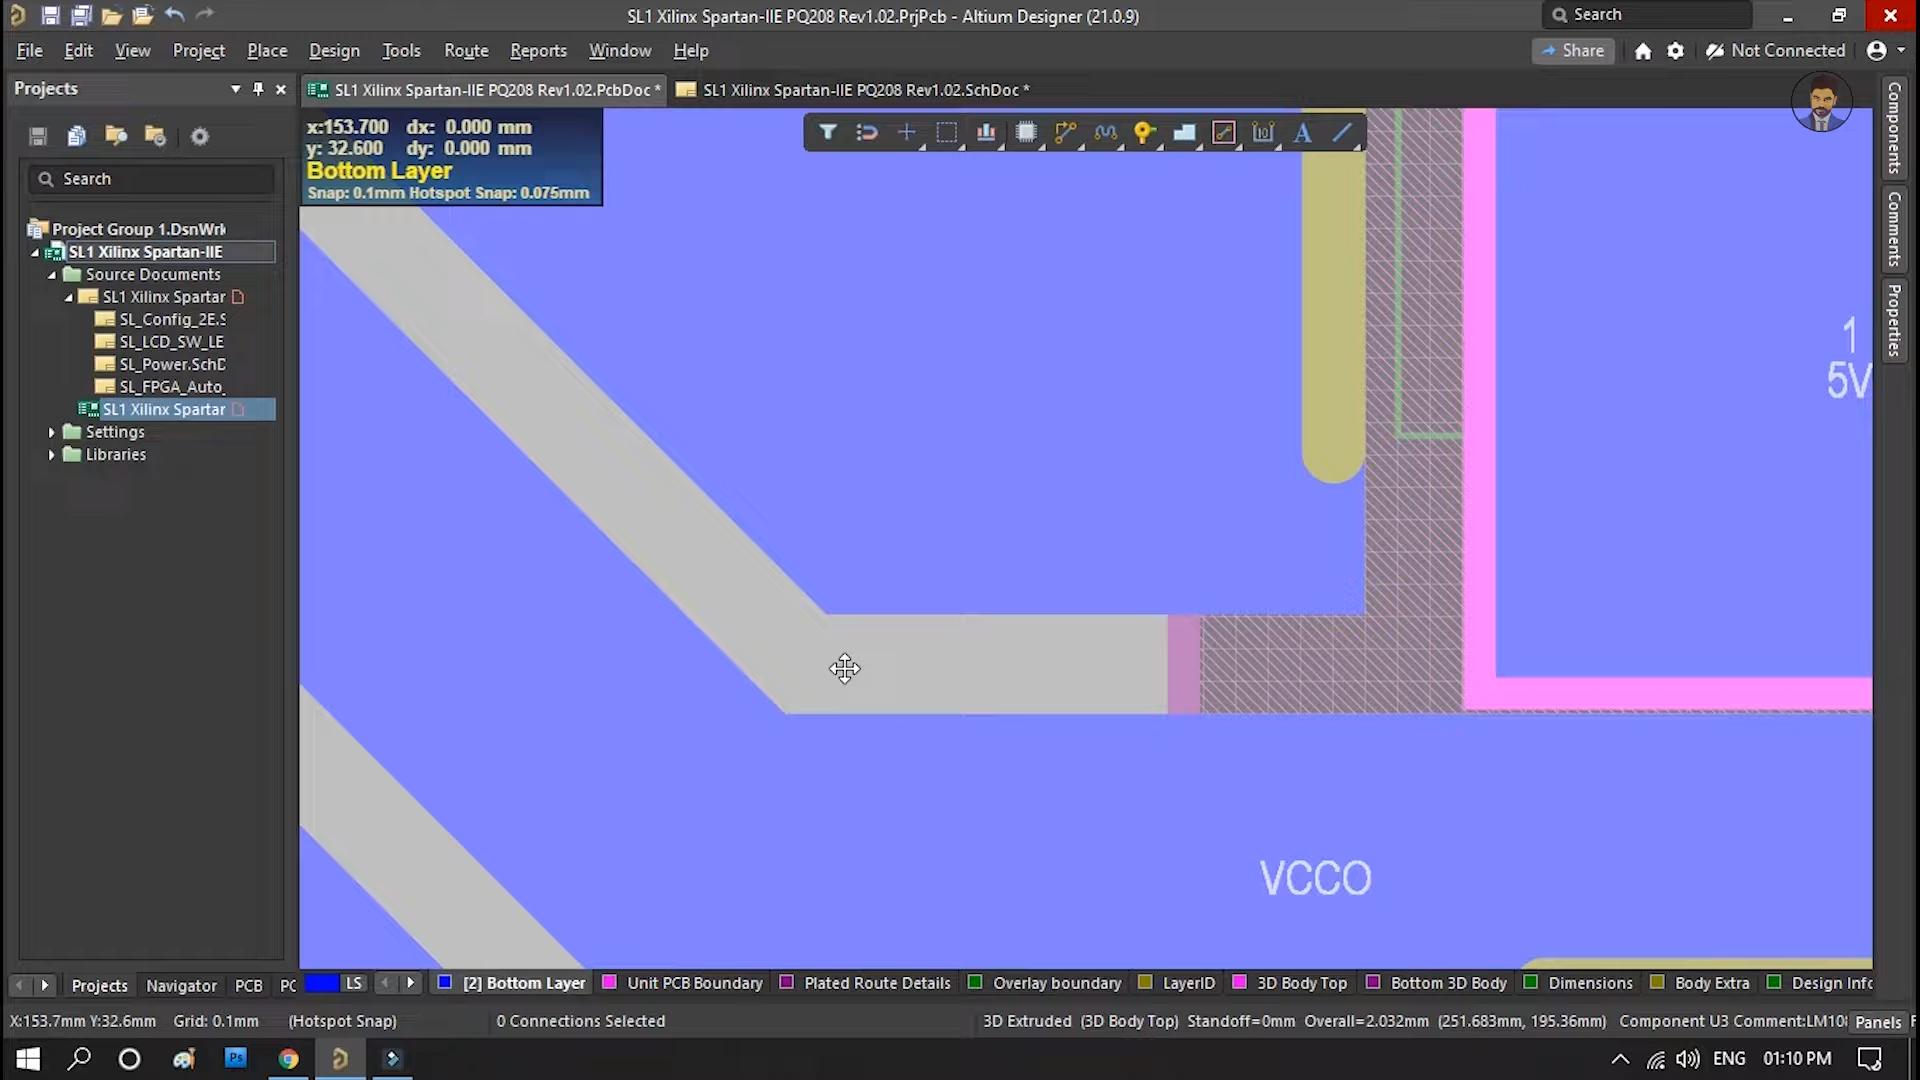 SL1 Xilinx Spartan-IIE PQ208 Rev1.02.PrjPcb - Altium Designer (21.0.9)
Search
File Edit View Project Place Design Tools Route Reports Window Help
Share
Not Connected
Projects
SL1 Xilinx Spartan-IIE PQ208 Rev1.02.PcbDoc *
SL1 Xilinx Spartan-IIE PQ208 Rev1.02.SchDoc *
x:153.700 dx: 0.000 mm
y: 32.600 dy: 0.000 mm
Bottom Layer
Snap: 0.1mm Hotspot Snap: 0.075mm
Search
Project Group 1.DsnWrk
SL1 Xilinx Spartan-IIE
Source Documents
SL1 Xilinx Spartar
SL_Config_2E.S
SL_LCD_SW_LE
SL_Power.SchD
SL_FPGA_Auto_
SL1 Xilinx Spartar
Settings
Libraries
Components
Comments
Properties
1
5V
VCCO
Projects Navigator PCB PC
LS
[2] Bottom Layer
Unit PCB Boundary
Plated Route Details
Overlay boundary
LayerID
3D Body Top
Bottom 3D Body
Dimensions
Body Extra
Design Info
X:153.7mm Y:32.6mm Grid: 0.1mm (Hotspot Snap) 0 Connections Selected
3D Extruded (3D Body Top) Standoff=0mm Overall=2.032mm (251.683mm, 195.36mm) Component U3 Comment:LM108
Panels
Ps
ENG 01:10 PM